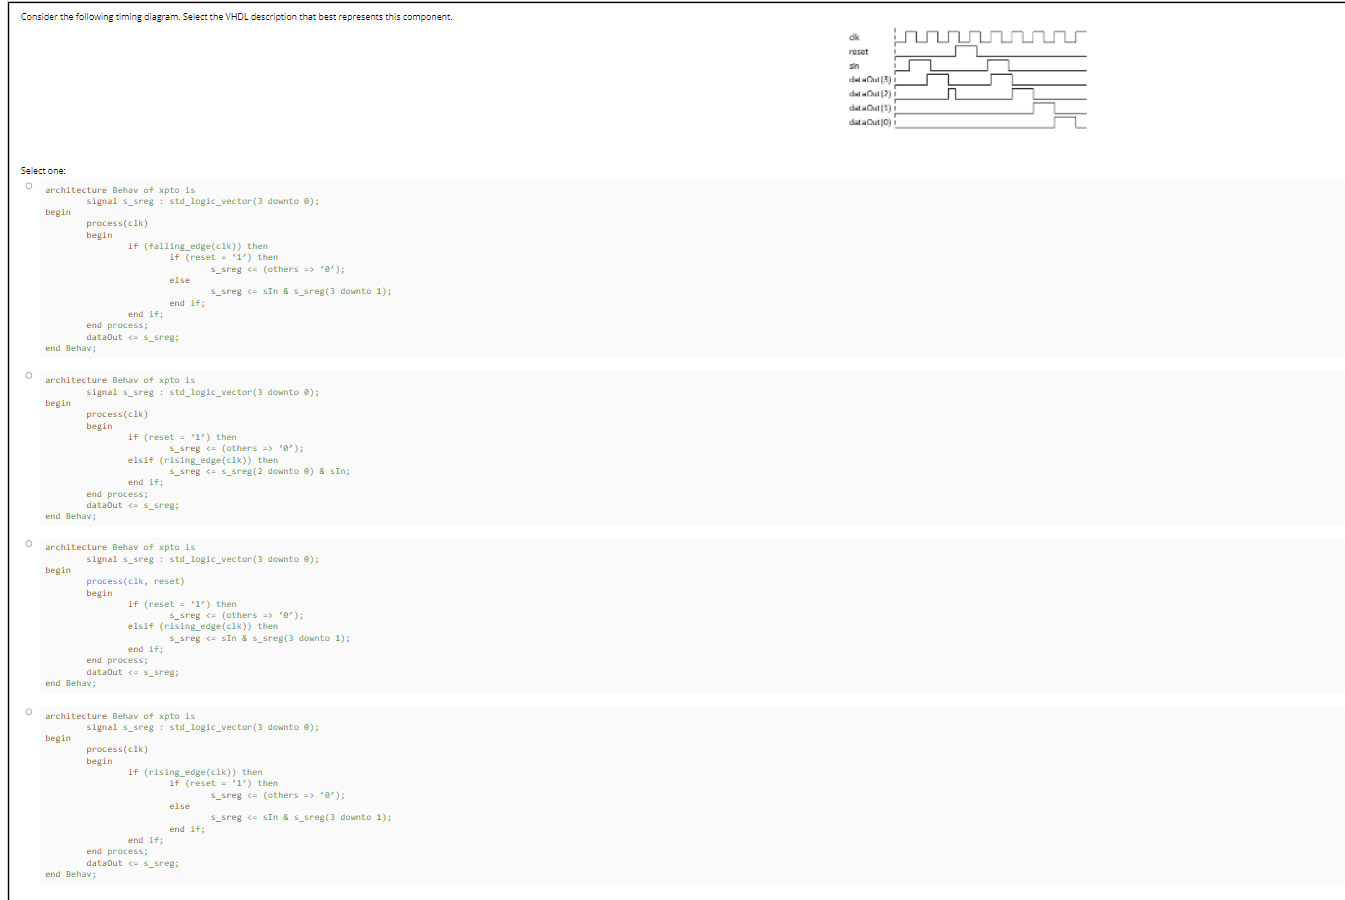 Consider the following timing diagram. Select the VHDL description that best represents this component.
clk
reset
sIn
dataOut(3)
dataOut(2)
dataOut(1)
dataOut(0)
Select one:
architecture Behav of xpto is
signal s_sreg : std_logic_vector(3 downto 0);
begin
process(clk)
begin
if (falling_edge(clk)) then
if (reset = '1') then
s_sreg <= (others => '0');
else
s_sreg <= sIn & s_sreg(3 downto 1);
end if;
end if;
end process;
dataOut <= s_sreg;
end Behav;
architecture Behav of xpto is
signal s_sreg : std_logic_vector(3 downto 0);
begin
process(clk)
begin
if (reset = '1') then
s_sreg <= (others => '0');
elsif (rising_edge(clk)) then
s_sreg <= s_sreg(2 downto 0) & sIn;
end if;
end process;
dataOut <= s_sreg;
end Behav;
architecture Behav of xpto is
signal s_sreg : std_logic_vector(3 downto 0);
begin
process(clk, reset)
begin
if (reset = '1') then
s_sreg <= (others => '0');
elsif (rising_edge(clk)) then
s_sreg <= sIn & s_sreg(3 downto 1);
end if;
end process;
dataOut <= s_sreg;
end Behav;
architecture Behav of xpto is
signal s_sreg : std_logic_vector(3 downto 0);
begin
process(clk)
begin
if (rising_edge(clk)) then
if (reset = '1') then
s_sreg <= (others => '0');
else
s_sreg <= sIn & s_sreg(3 downto 1);
end if;
end if;
end process;
dataOut <= s_sreg;
end Behav;